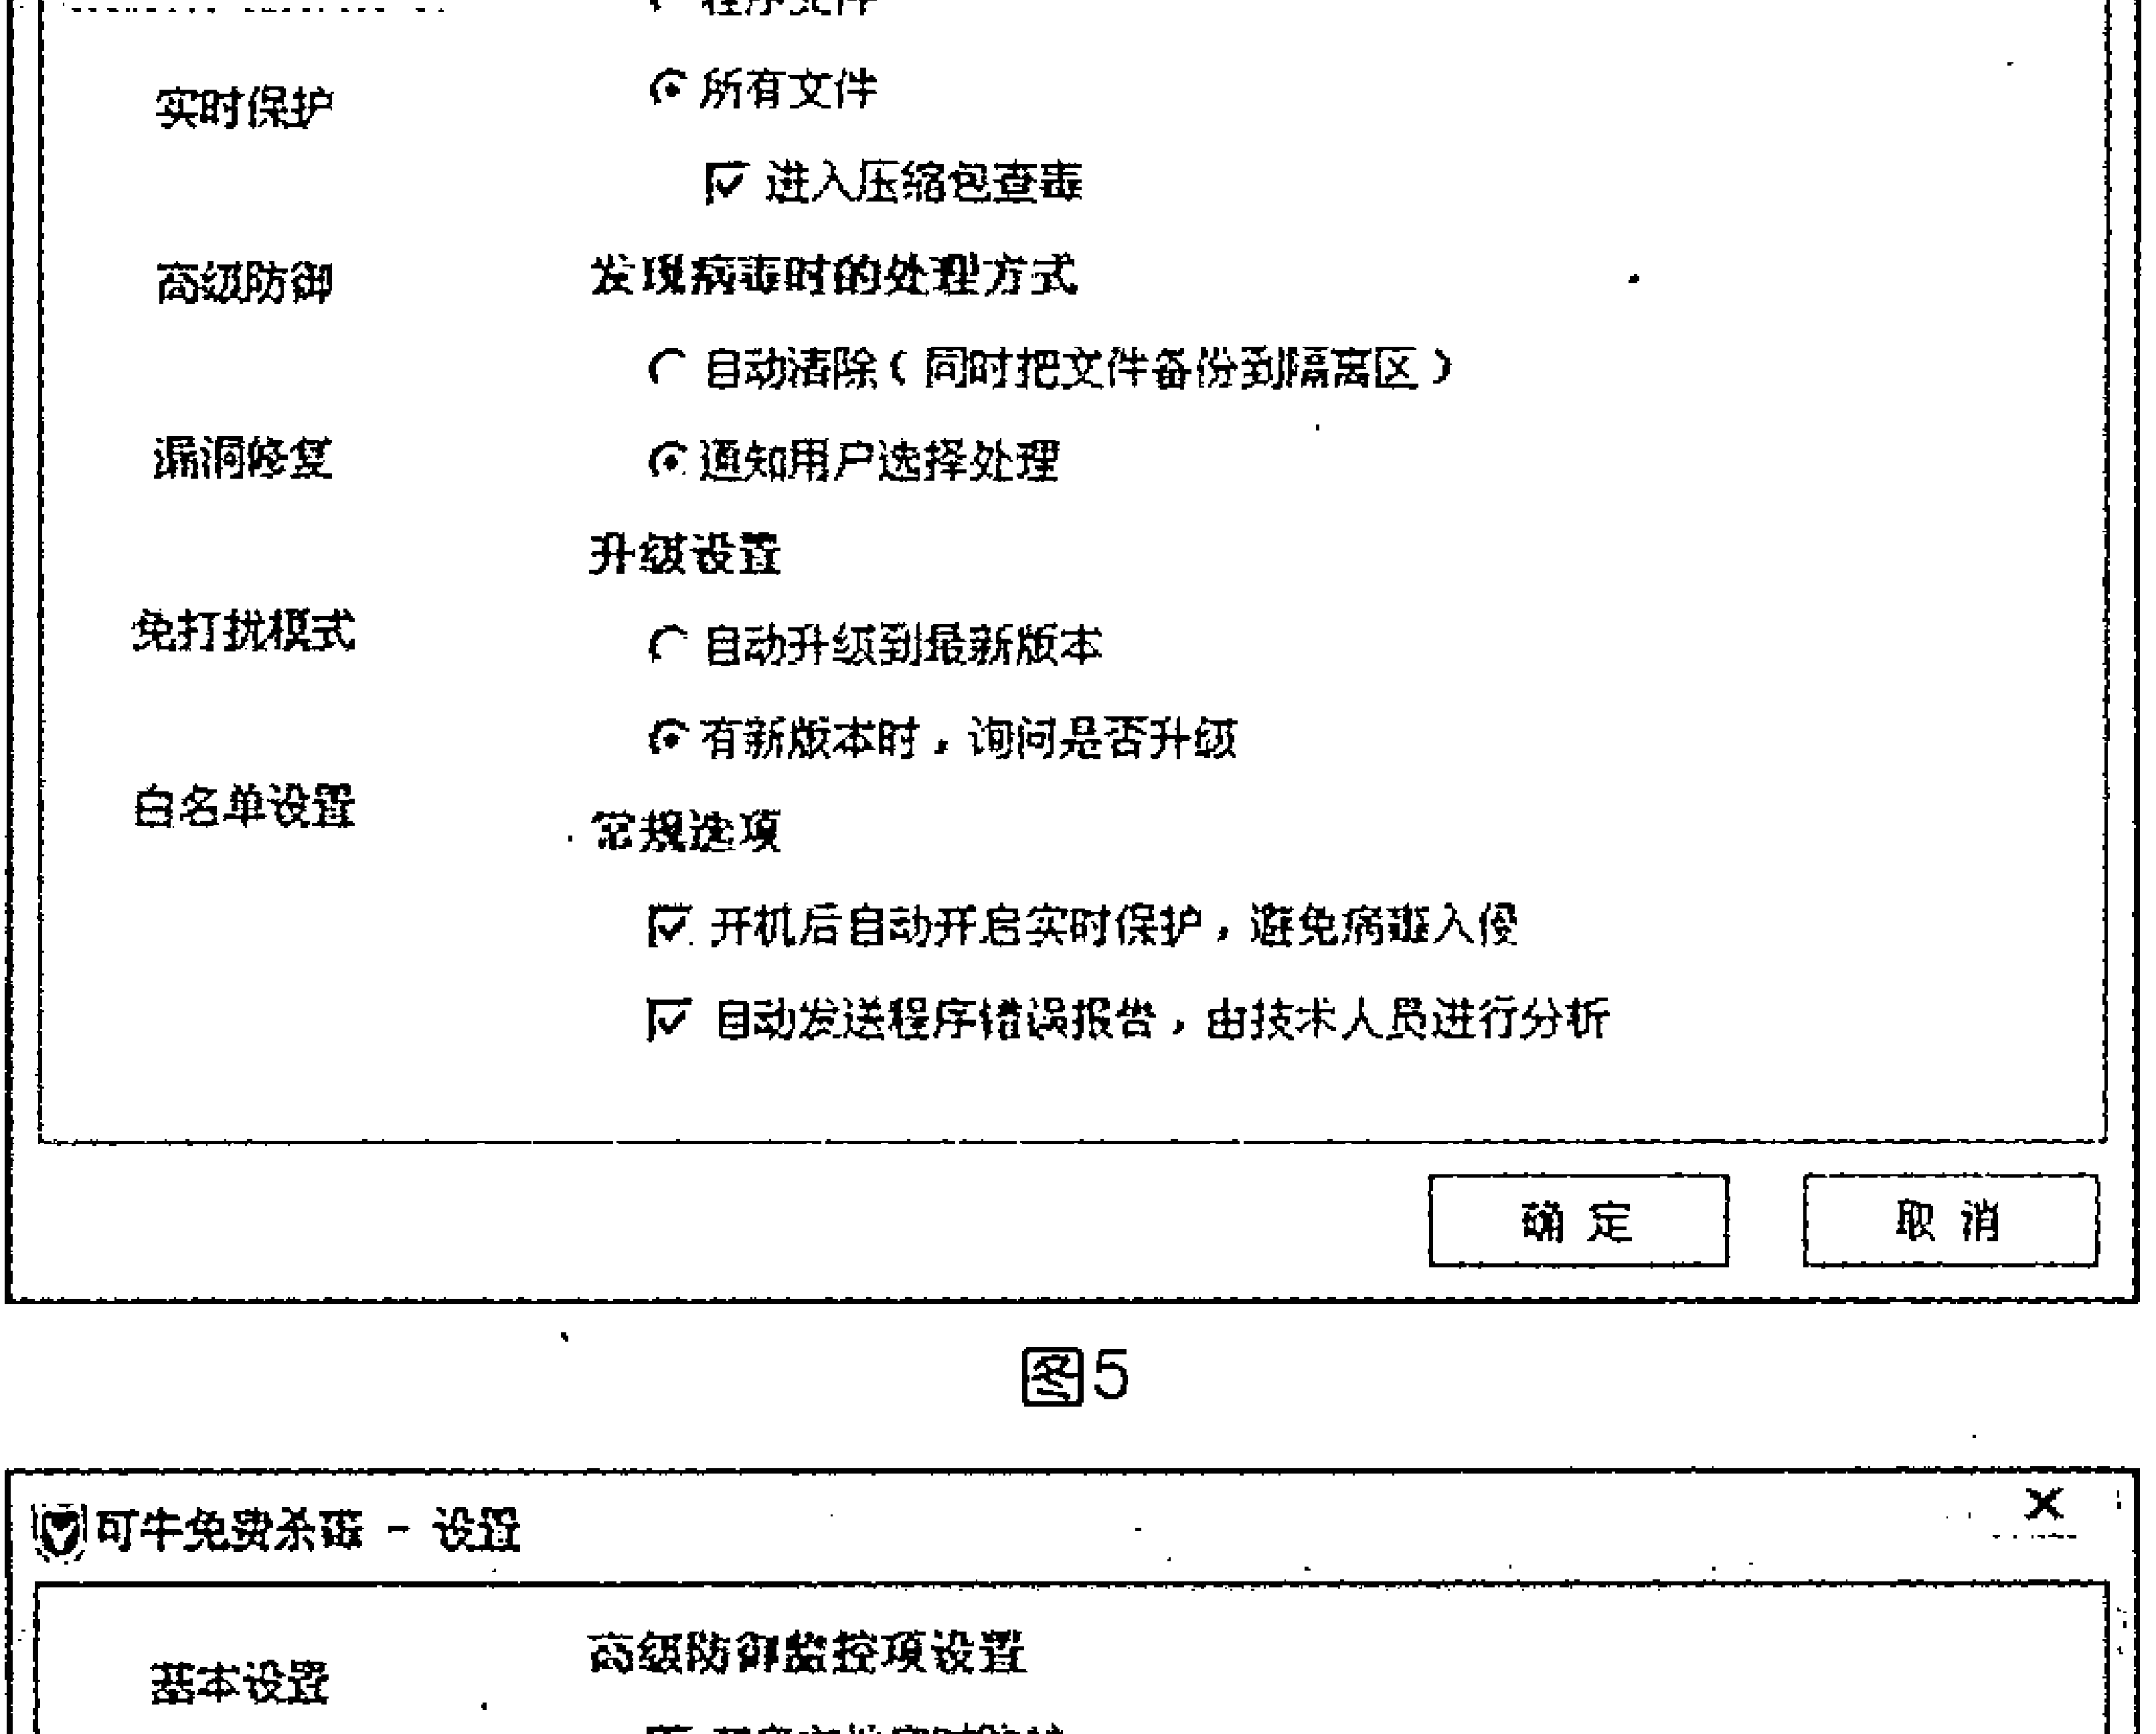 程序文件
实时保护
所有文件
进入压缩包查毒
高级防御
发现病毒时的处理方式
自动清除(同时把文件备份到隔离区)
漏洞修复
通知用户选择处理
升级设置
免打扰模式
自动升级到最新版本
有新版本时,询问是否升级
白名单设置
常规选项
开机后自动开启实时保护,避免病毒入侵
自动发送程序错误报告,由技术人员进行分析
确定
取消
图5
可牛免费杀毒 - 设置
高级防御监控项设置
基本设置